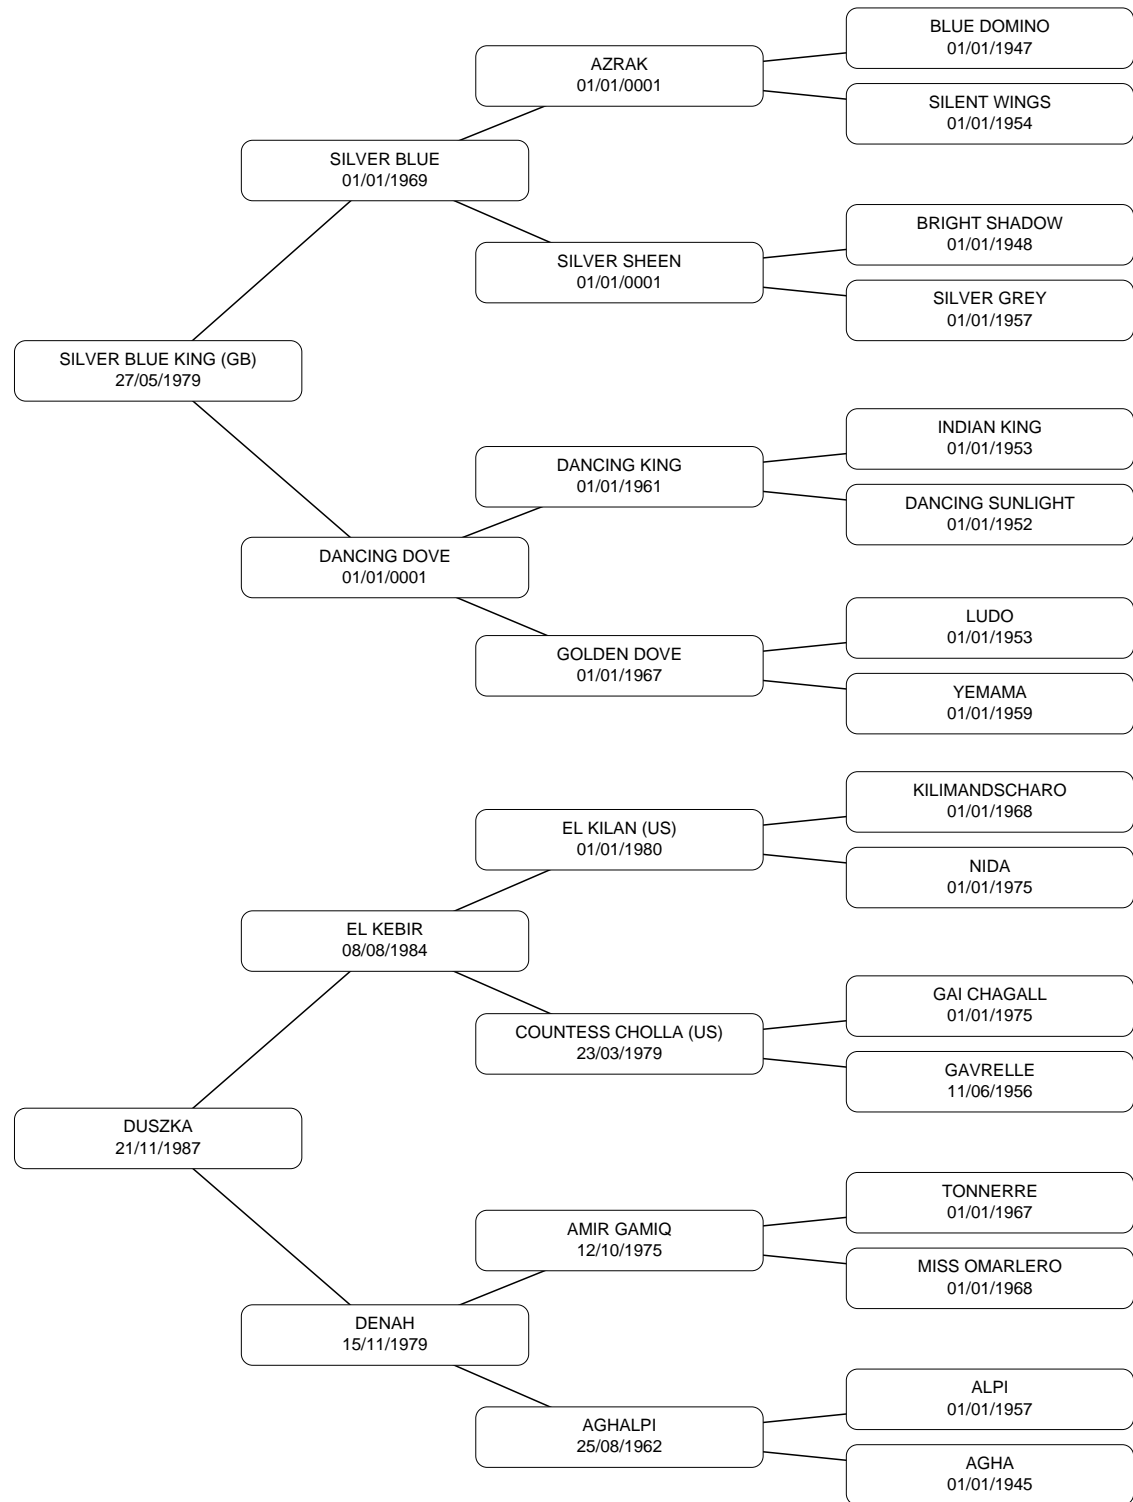 BLUE DOMINO
01/01/1947
AZRAK
01/01/0001
SILENT WINGS
01/01/1954
SILVER BLUE
01/01/1969
BRIGHT SHADOW
01/01/1948
SILVER SHEEN
01/01/0001
SILVER GREY
01/01/1957
SILVER BLUE KING (GB)
27/05/1979
INDIAN KING
01/01/1953
DANCING KING
01/01/1961
DANCING SUNLIGHT
01/01/1952
DANCING DOVE
01/01/0001
LUDO
01/01/1953
GOLDEN DOVE
01/01/1967
YEMAMA
01/01/1959
KILIMANDSCHARO
01/01/1968
EL KILAN (US)
01/01/1980
NIDA
01/01/1975
EL KEBIR
08/08/1984
GAI CHAGALL
01/01/1975
COUNTESS CHOLLA (US)
23/03/1979
GAVRELLE
11/06/1956
DUSZKA
21/11/1987
TONNERRE
01/01/1967
AMIR GAMIQ
12/10/1975
MISS OMARLERO
01/01/1968
DENAH
15/11/1979
ALPI
01/01/1957
AGHALPI
25/08/1962
AGHA
01/01/1945